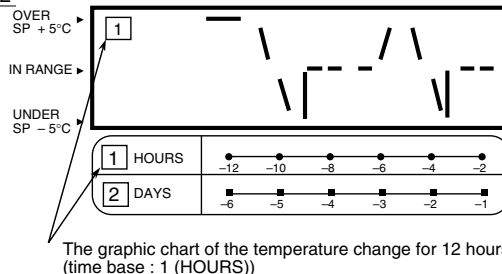 OVER
SP + 5°C
1
IN RANGE
UNDER
SP – 5°C
1 HOURS
–12 –10 –8 –6 –4 –2
2 DAYS
–6 –5 –4 –3 –2 –1
The graphic chart of the temperature change for 12 hours
(time base : 1 (HOURS))